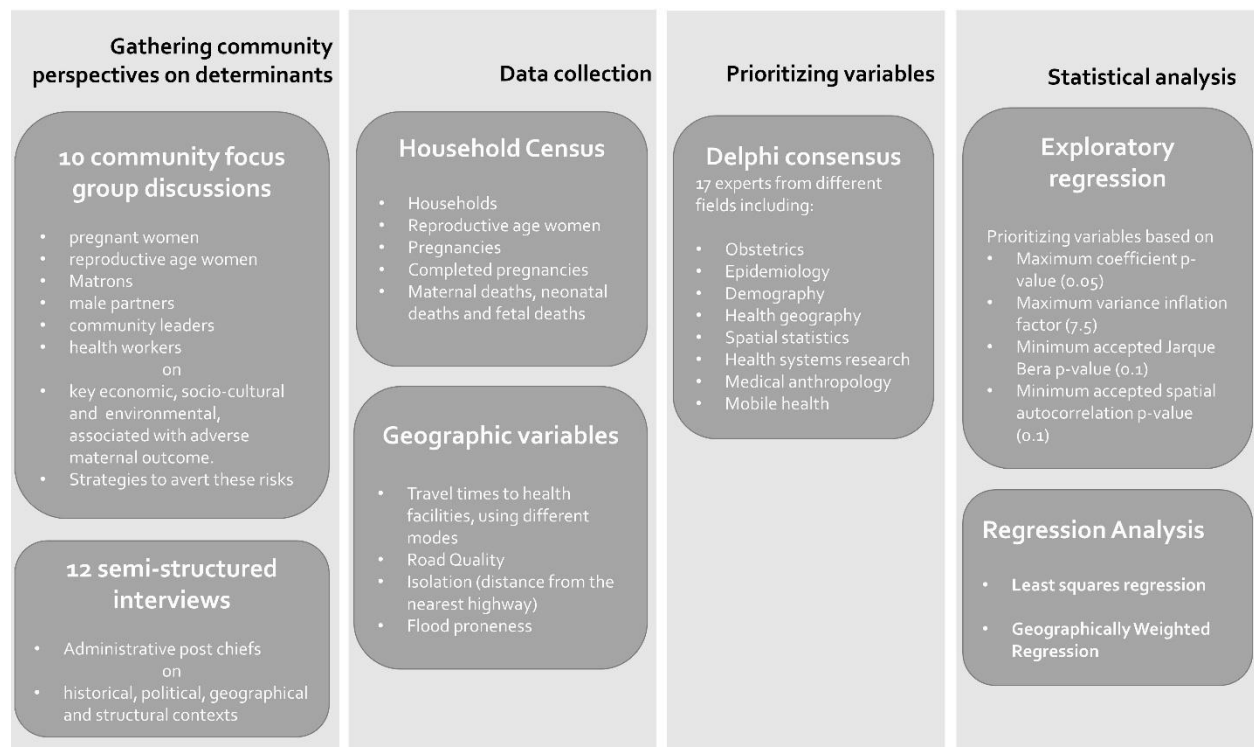 Gathering community
perspectives on determinants
10 community focus
group discussions
• pregnant women
• reproductive age women
• Matrons
• male partners
• community leaders
• health workers
on
• key economic, socio-cultural
and environmental,
associated with adverse
maternal outcome.
• Strategies to avert these risks
12 semi-structured
interviews
• Administrative post chiefs
on
• historical, political, geographical
and structural contexts
Data collection
Household Census
• Households
• Reproductive age women
• Pregnancies
• Completed pregnancies
• Maternal deaths, neonatal
deaths and fetal deaths
Geographic variables
• Travel times to health
facilities, using different
modes
• Road Quality
• Isolation (distance from the
nearest highway)
• Flood proneness
Prioritizing variables
Delphi consensus
17 experts from different
fields including:
• Obstetrics
• Epidemiology
• Demography
• Health geography
• Spatial statistics
• Health systems research
• Medical anthropology
• Mobile health
Statistical analysis
Exploratory
regression
Prioritizing variables based on
• Maximum coefficient p-
value (0.05)
• Maximum variance inflation
factor (7.5)
• Minimum accepted Jarque
Bera p-value (0.1)
• Minimum accepted spatial
autocorrelation p-value
(0.1)
Regression Analysis
• Least squares regression
• Geographically Weighted
Regression